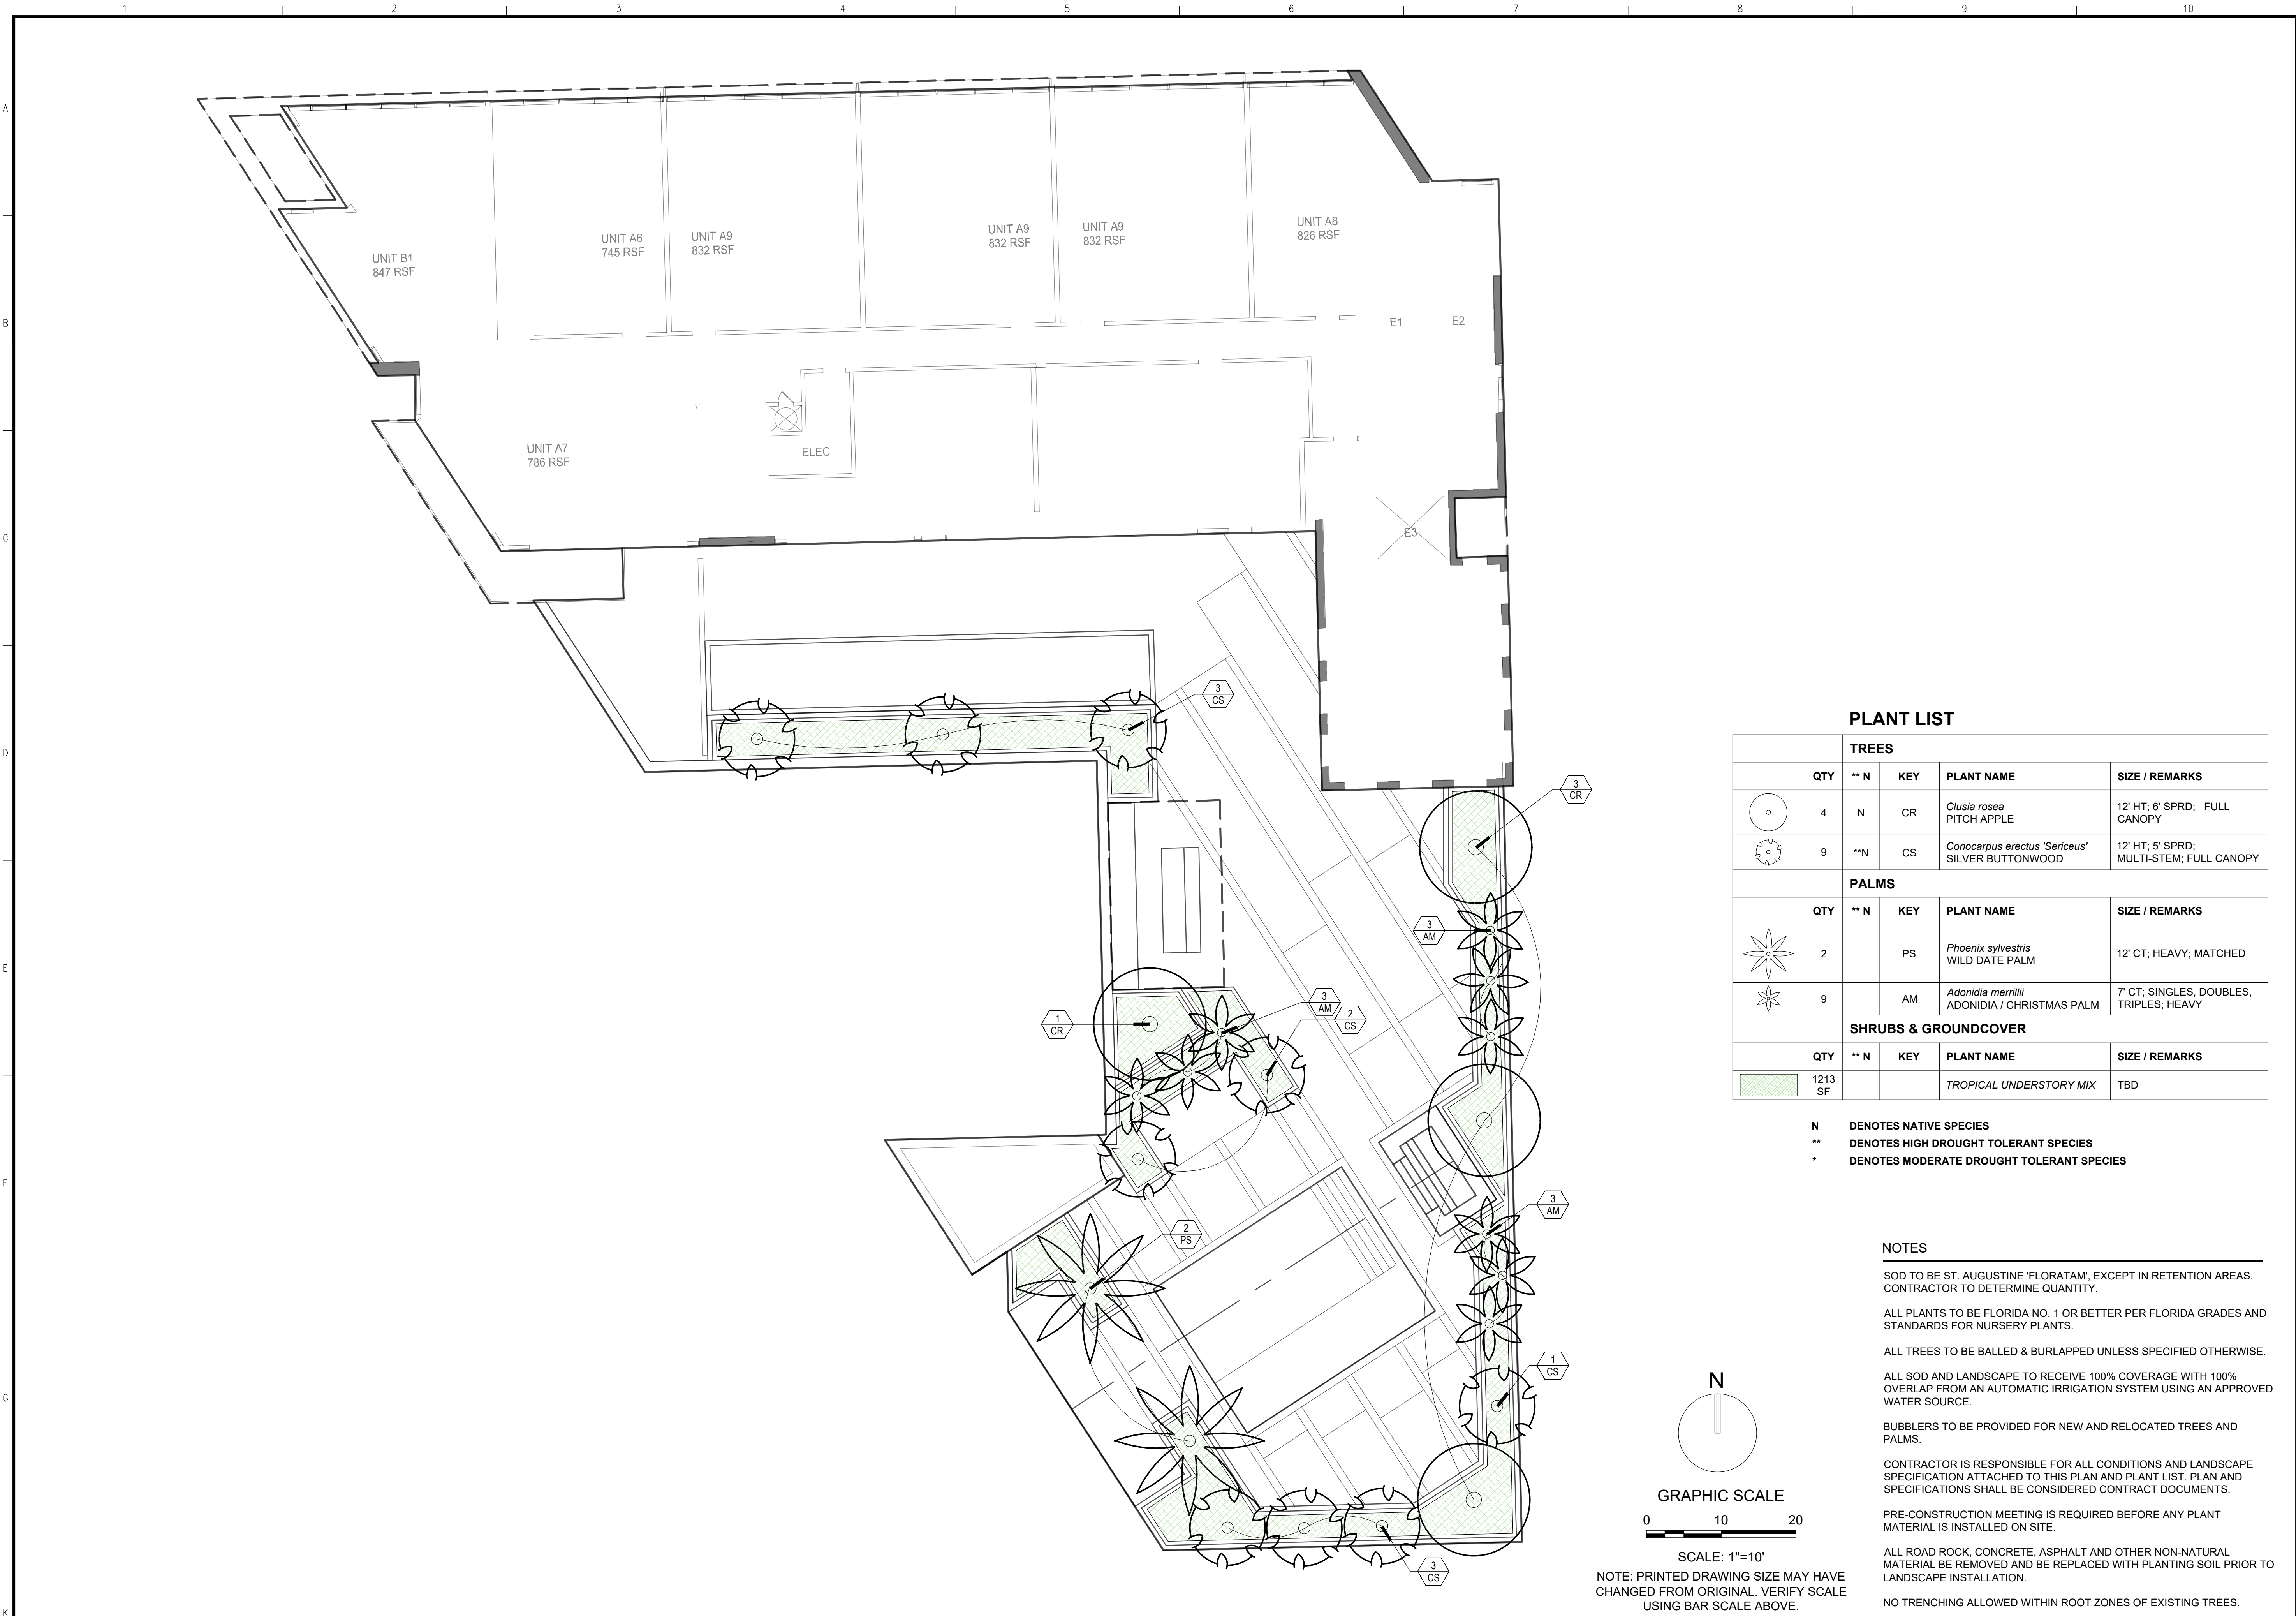 1 2 3 4 5 6 7 8 9 10
A
B
C
D
E
F
G
K
UNIT B1
847 RSF
UNIT A6
745 RSF
UNIT A9
832 RSF
UNIT A9
832 RSF
UNIT A9
832 RSF
UNIT A8
826 RSF
E1
E2
UNIT A7
786 RSF
ELEC
E3
3
CS
3
CR
3
AM
3
AM
2
CS
1
CR
3
AM
2
PS
1
CS
3
CS
PLANT LIST
TREES
QTY ** N KEY PLANT NAME SIZE / REMARKS
4 N CR Clusia rosea 12' HT; 6' SPRD; FULL
PITCH APPLE CANOPY
9 **N CS Conocarpus erectus 'Sericeus' 12' HT; 5' SPRD;
SILVER BUTTONWOOD MULTI-STEM; FULL CANOPY
PALMS
QTY ** N KEY PLANT NAME SIZE / REMARKS
2 PS Phoenix sylvestris 12' CT; HEAVY; MATCHED
WILD DATE PALM
9 AM Adonidia merrillii 7' CT; SINGLES, DOUBLES,
ADONIDIA / CHRISTMAS PALM TRIPLES; HEAVY
SHRUBS & GROUNDCOVER
QTY ** N KEY PLANT NAME SIZE / REMARKS
1213 TROPICAL UNDERSTORY MIX TBD
SF
N DENOTES NATIVE SPECIES
** DENOTES HIGH DROUGHT TOLERANT SPECIES
* DENOTES MODERATE DROUGHT TOLERANT SPECIES
NOTES
SOD TO BE ST. AUGUSTINE 'FLORATAM', EXCEPT IN RETENTION AREAS.
CONTRACTOR TO DETERMINE QUANTITY.
ALL PLANTS TO BE FLORIDA NO. 1 OR BETTER PER FLORIDA GRADES AND
STANDARDS FOR NURSERY PLANTS.
ALL TREES TO BE BALLED & BURLAPPED UNLESS SPECIFIED OTHERWISE.
ALL SOD AND LANDSCAPE TO RECEIVE 100% COVERAGE WITH 100%
OVERLAP FROM AN AUTOMATIC IRRIGATION SYSTEM USING AN APPROVED
WATER SOURCE.
BUBBLERS TO BE PROVIDED FOR NEW AND RELOCATED TREES AND
PALMS.
CONTRACTOR IS RESPONSIBLE FOR ALL CONDITIONS AND LANDSCAPE
SPECIFICATION ATTACHED TO THIS PLAN AND PLANT LIST. PLAN AND
SPECIFICATIONS SHALL BE CONSIDERED CONTRACT DOCUMENTS.
PRE-CONSTRUCTION MEETING IS REQUIRED BEFORE ANY PLANT
MATERIAL IS INSTALLED ON SITE.
ALL ROAD ROCK, CONCRETE, ASPHALT AND OTHER NON-NATURAL
MATERIAL BE REMOVED AND BE REPLACED WITH PLANTING SOIL PRIOR TO
LANDSCAPE INSTALLATION.
NO TRENCHING ALLOWED WITHIN ROOT ZONES OF EXISTING TREES.
N
GRAPHIC SCALE
0 10 20
SCALE: 1"=10'
NOTE: PRINTED DRAWING SIZE MAY HAVE
CHANGED FROM ORIGINAL. VERIFY SCALE
USING BAR SCALE ABOVE.